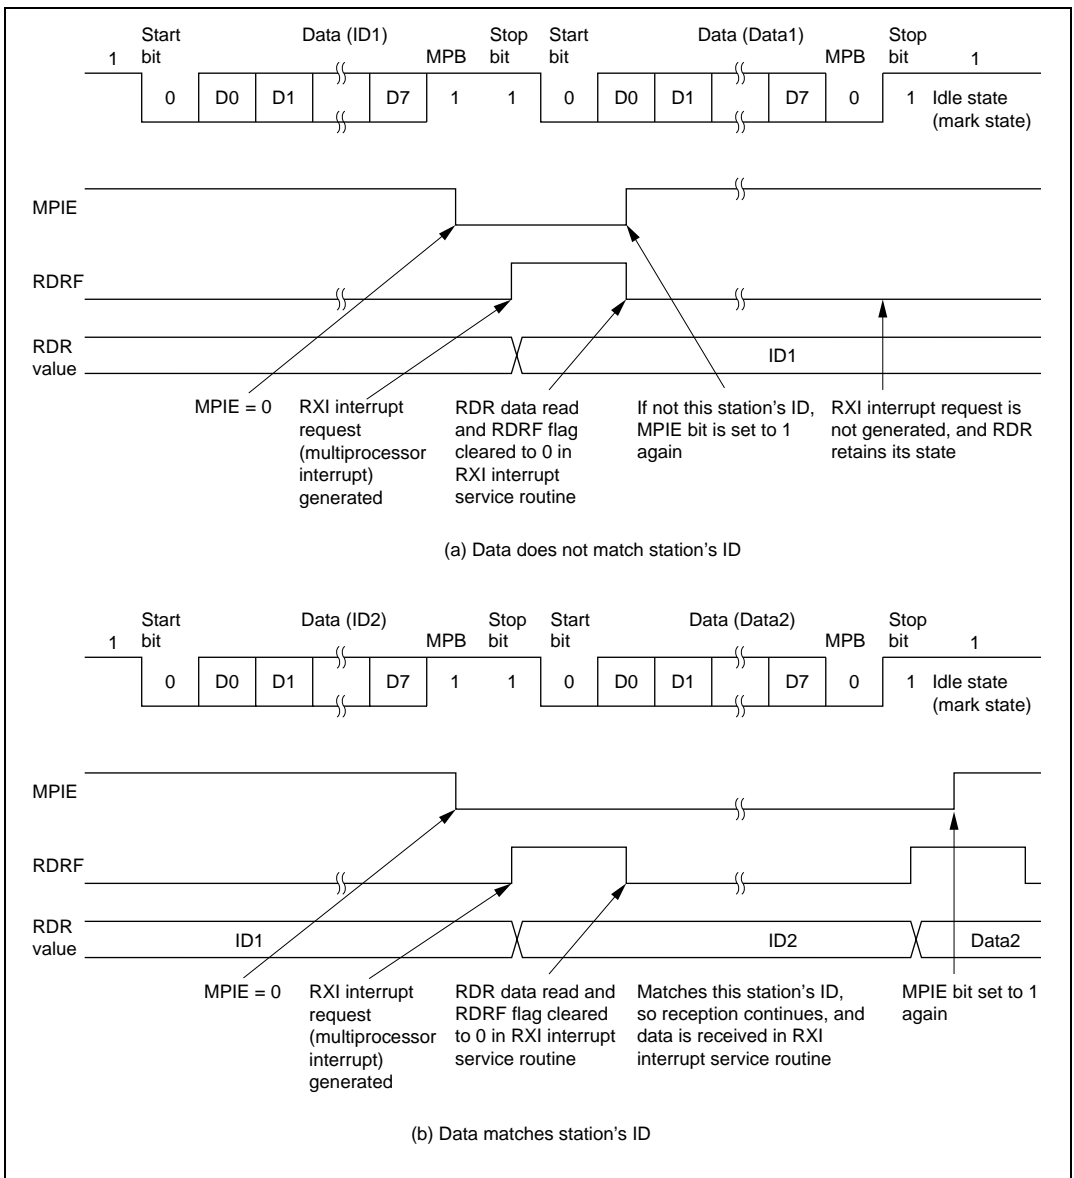 Start Data (ID1) Stop Start Data (Data1) Stop
1 bit MPB bit bit MPB bit 1
0 D0 D1 D7 1 1 0 D0 D1 D7 0 1 Idle state
(mark state)
MPIE
RDRF
RDR
value
ID1
MPIE = 0
RXI interrupt
request
(multiprocessor
interrupt)
generated
RDR data read
and RDRF flag
cleared to 0 in
RXI interrupt
service routine
If not this station's ID,
MPIE bit is set to 1
again
RXI interrupt request is
not generated, and RDR
retains its state
(a) Data does not match station's ID
Start Data (ID2) Stop Start Data (Data2) Stop
1 bit MPB bit bit MPB bit 1
0 D0 D1 D7 1 1 0 D0 D1 D7 0 1 Idle state
(mark state)
MPIE
RDRF
RDR
value
ID1 ID2 Data2
MPIE = 0
RXI interrupt
request
(multiprocessor
interrupt)
generated
RDR data read and
RDRF flag cleared
to 0 in RXI interrupt
service routine
Matches this station's ID,
so reception continues, and
data is received in RXI
interrupt service routine
MPIE bit set to 1
again
(b) Data matches station's ID